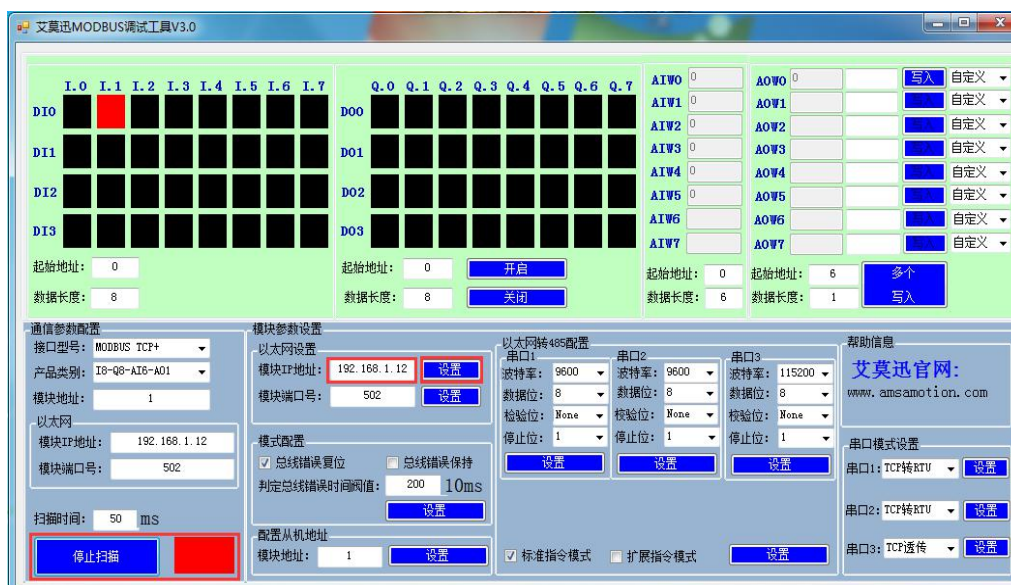 艾莫迅MODBUS调试工具V3.0
I.0 I.1 I.2 I.3 I.4 I.5 I.6 I.7
DI0
DI1
DI2
DI3
起始地址： 0
数据长度： 8
Q.0 Q.1 Q.2 Q.3 Q.4 Q.5 Q.6 Q.7
DO0
DO1
DO2
DO3
起始地址： 0 开启
数据长度： 8 关闭
AIW0 0
AIW1 0
AIW2 0
AIW3 0
AIW4 0
AIW5 0
AIW6
AIW7
起始地址： 0
数据长度： 6
AOW0 0 写入 自定义
AOW1 写入 自定义
AOW2 写入 自定义
AOW3 写入 自定义
AOW4 写入 自定义
AOW5 写入 自定义
AOW6 写入 自定义
AOW7 写入 自定义
起始地址： 6
数据长度： 1
多个
写入
通信参数配置
接口型号： MODBUS TCP+
产品类别： I8-Q8-AI6-AO1
模块地址： 1
以太网
模块IP地址： 192.168.1.12
模块端口号： 502
扫描时间： 50 ms
停止扫描
模块参数设置
以太网设置
模块IP地址： 192.168.1.12 设置
模块端口号： 502 设置
模式配置
总线错误复位 总线错误保持
判定总线错误时间阀值： 200 10ms
设置
配置从机地址
模块地址： 1 设置
以太网转485配置
串口1
波特率： 9600
数据位： 8
检验位： None
停止位： 1
设置
串口2
波特率： 9600
数据位： 8
校验位： None
停止位： 1
设置
串口3
波特率： 115200
数据位： 8
校验位： None
停止位： 1
设置
标准指令模式 扩展指令模式 设置
帮助信息
艾莫迅官网：
www.amsamotion.com
串口模式设置
串口1： TCP转RTU 设置
串口2： TCP转RTU 设置
串口3： TCP透传 设置